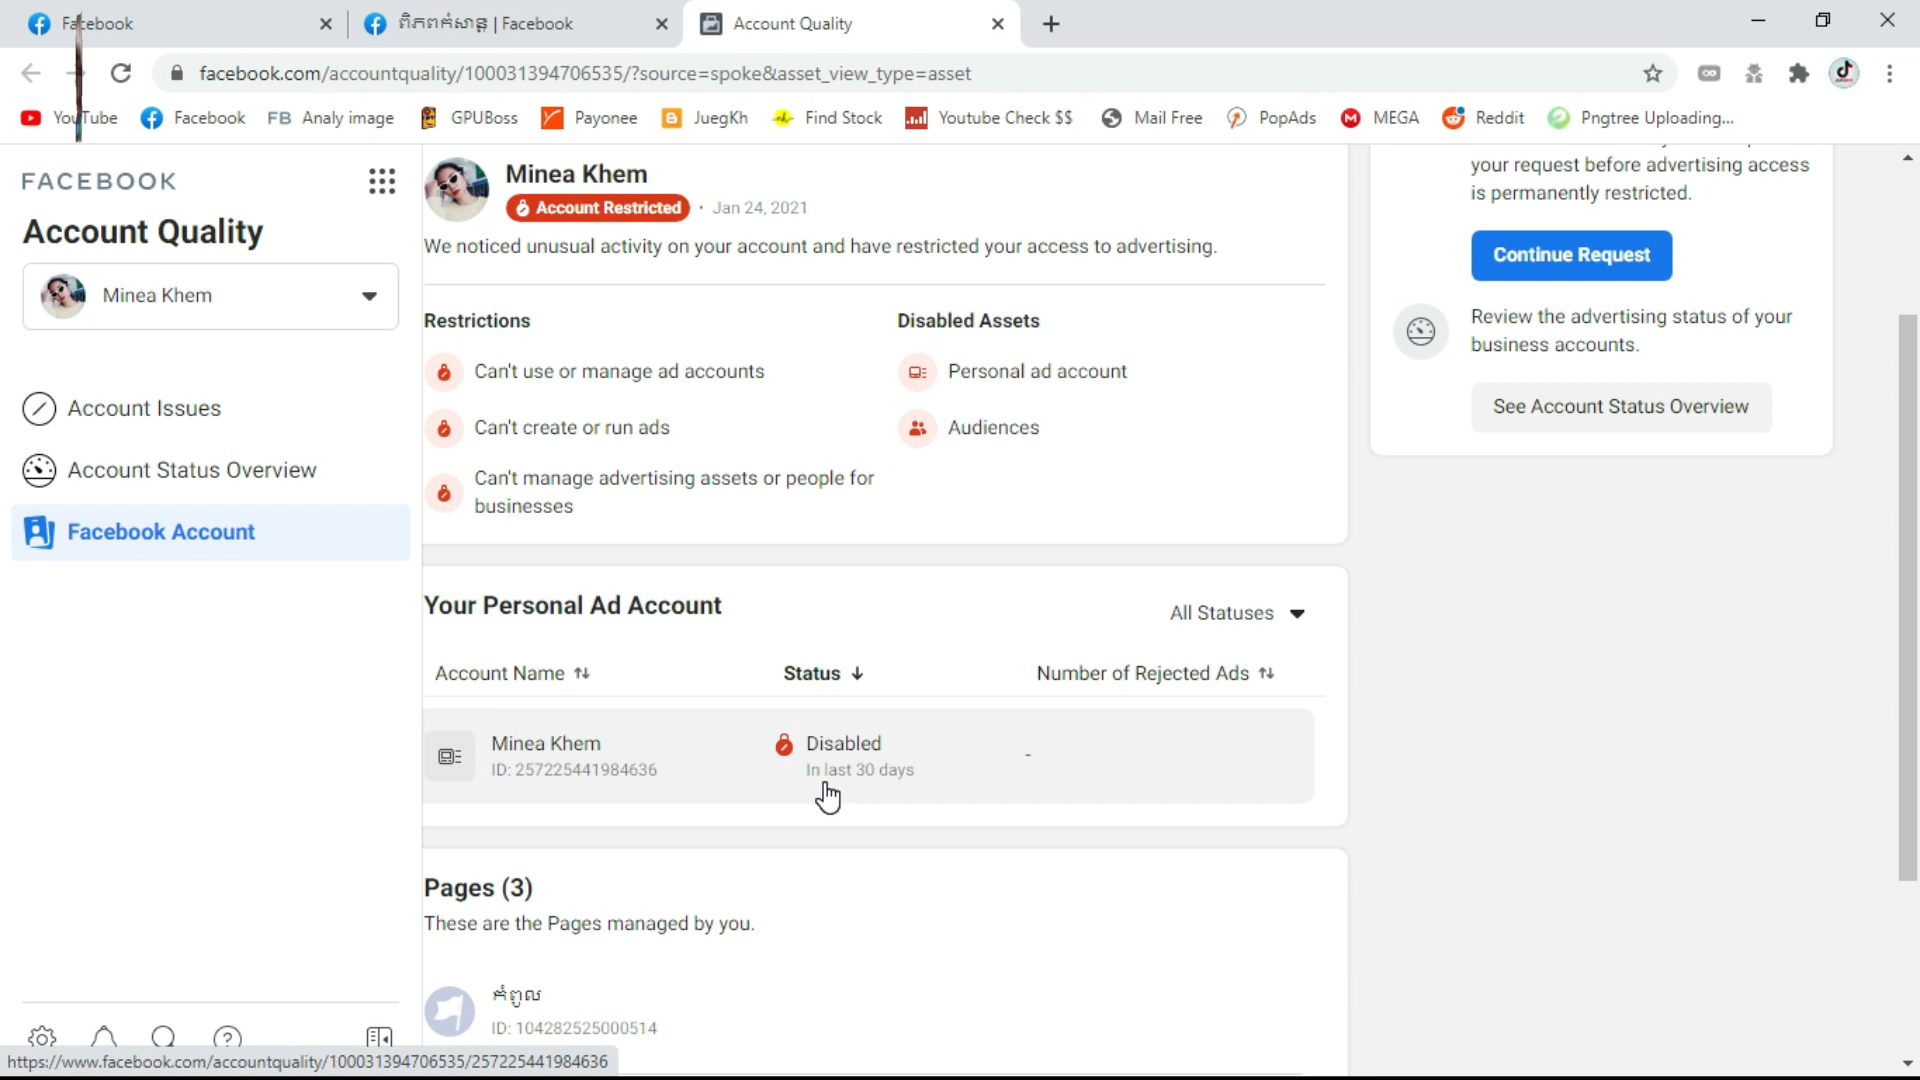 Facebook
ពិភពកំសាន្ត | Facebook
Account Quality
facebook.com/accountquality/100031394706535/?source=spoke&asset_view_type=asset
YouTube
Facebook
FB Analy image
GPUBoss
Payonee
JuegKh
Find Stock
Youtube Check $$
Mail Free
PopAds
MEGA
Reddit
Pngtree Uploading...
FACEBOOK
Account Quality
Minea Khem
Account Issues
Account Status Overview
Facebook Account
Minea Khem
Account Restricted · Jan 24, 2021
We noticed unusual activity on your account and have restricted your access to advertising.
Restrictions
Can't use or manage ad accounts
Can't create or run ads
Can't manage advertising assets or people for
businesses
Disabled Assets
Personal ad account
Audiences
Your Personal Ad Account
All Statuses
Account Name
Status
Number of Rejected Ads
Minea Khem
ID: 257225441984636
Disabled
In last 30 days
-
Pages (3)
These are the Pages managed by you.
កំពូល
ID: 104282525000514
your request before advertising access
is permanently restricted.
Continue Request
Review the advertising status of your
business accounts.
See Account Status Overview
https://www.facebook.com/accountquality/100031394706535/257225441984636